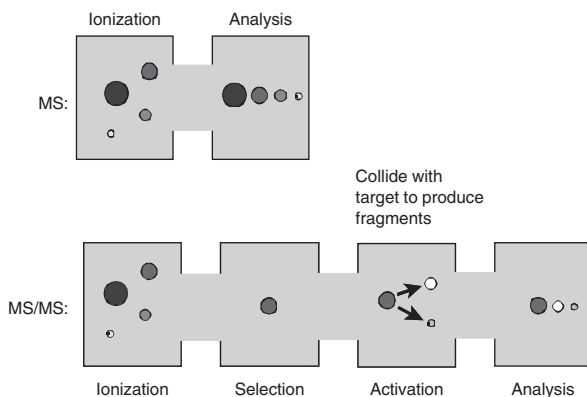 Ionization Analysis
MS:
Collide with
target to produce
fragments
MS/MS:
Ionization Selection Activation Analysis